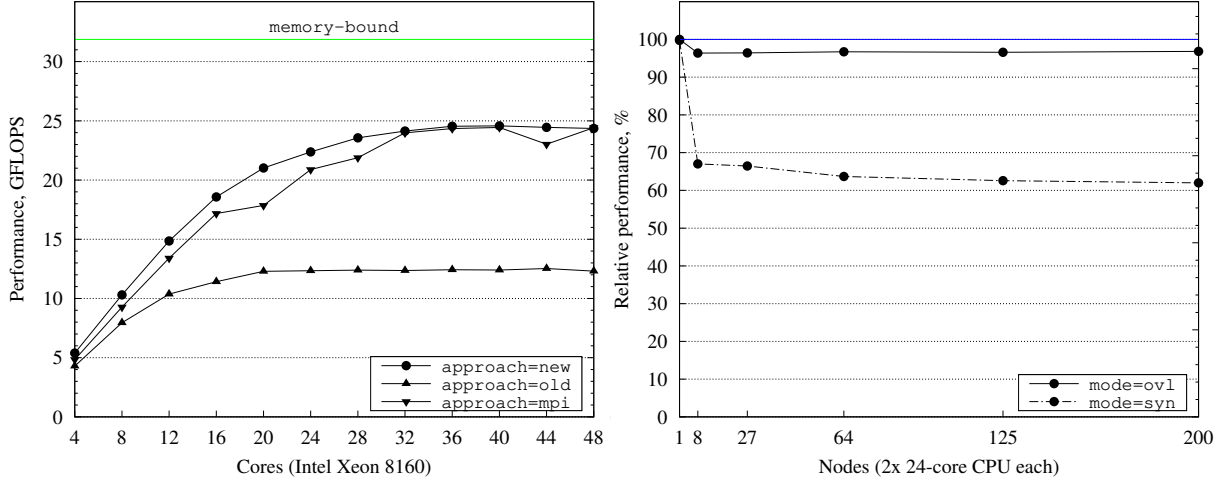 memory-bound
Performance, GFLOPS
30
25
20
15
10
5
0
approach=new
approach=old
approach=mpi
4 8 12 16 20 24 28 32 36 40 44 48
Cores (Intel Xeon 8160)
Relative performance, %
100
90
80
70
60
50
40
30
20
10
0
mode=ovl
mode=syn
1 8 27 64 125 200
Nodes (2x 24-core CPU each)